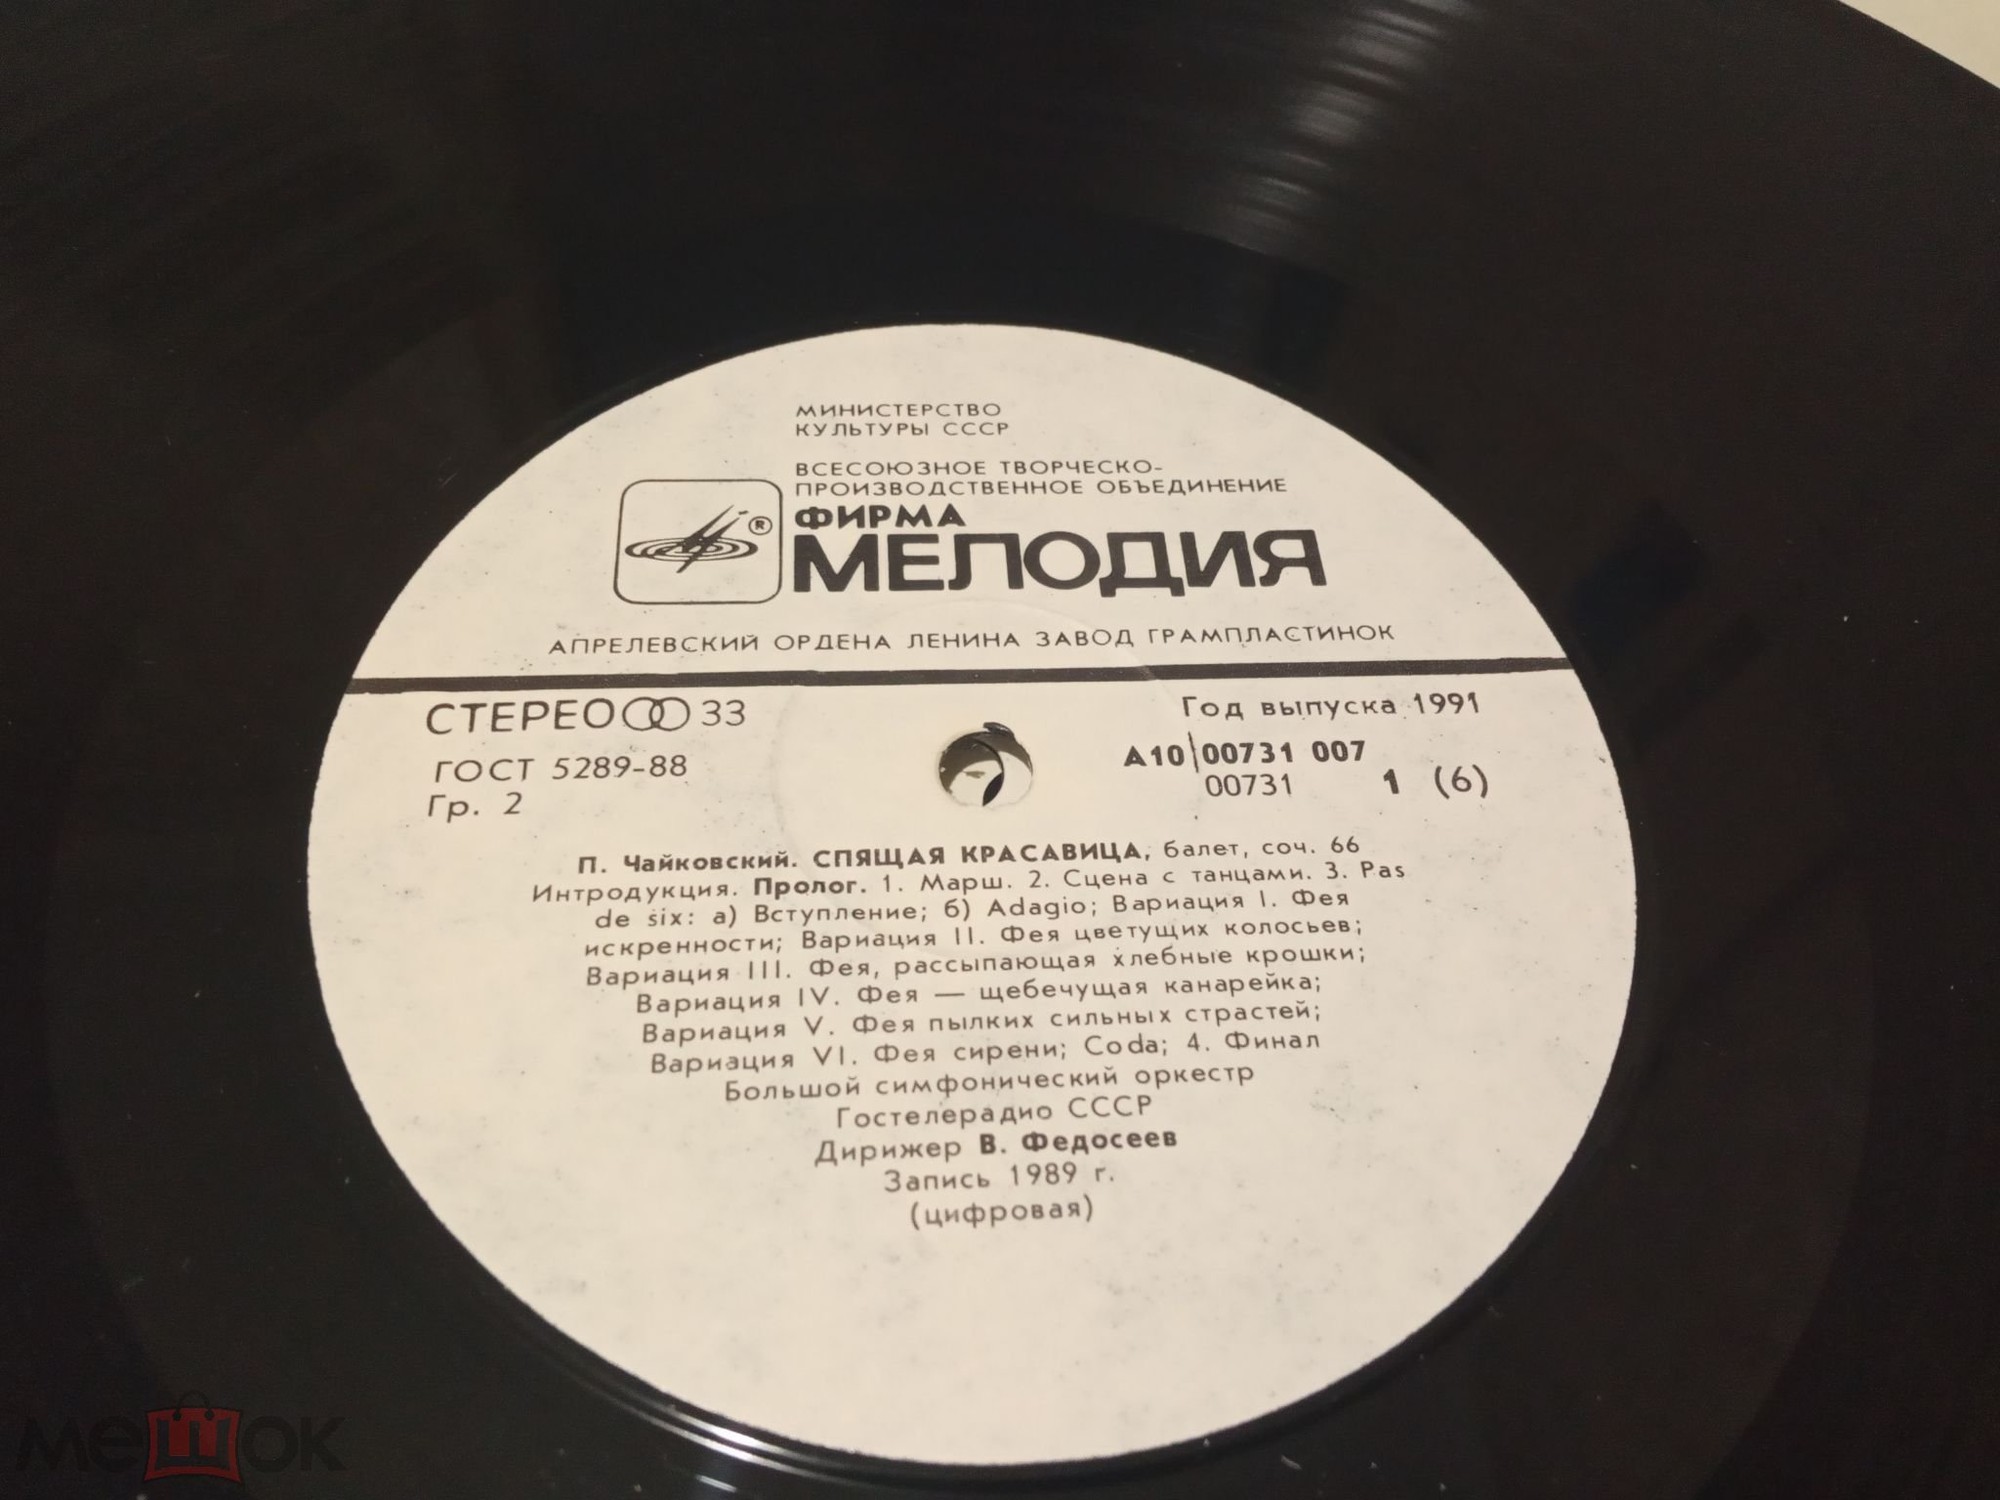 МИНИСТЕРСТВО
КУЛЬТУРЫ СССР
ВСЕСОЮЗНОЕ ТВОРЧЕСКО-
ПРОИЗВОДСТВЕННОЕ ОБЪЕДИНЕНИЕ
®
ФИРМА
МЕЛОДИЯ
АПРЕЛЕВСКИЙ ОРДЕНА ЛЕНИНА ЗАВОД ГРАМПЛАСТИНОК
СТЕРЕО 33
Год выпуска 1991
ГОСТ 5289-88
А10 00731 007
Гр. 2
00731 1 (6)
П. Чайковский. СПЯЩАЯ КРАСАВИЦА, балет, соч. 66
Интродукция. Пролог. 1. Марш. 2. Сцена с танцами. 3. Pas
de six: а) Вступление; б) Adagio; Вариация I. Фея
искренности; Вариация II. Фея цветущих колосьев;
Вариация III. Фея, рассыпающая хлебные крошки;
Вариация IV. Фея — щебечущая канарейка;
Вариация V. Фея пылких сильных страстей;
Вариация VI. Фея сирени; Coda; 4. Финал
Большой симфонический оркестр
Гостелерадио СССР
Дирижер В. Федосеев
Запись 1989 г.
(цифровая)
мешок